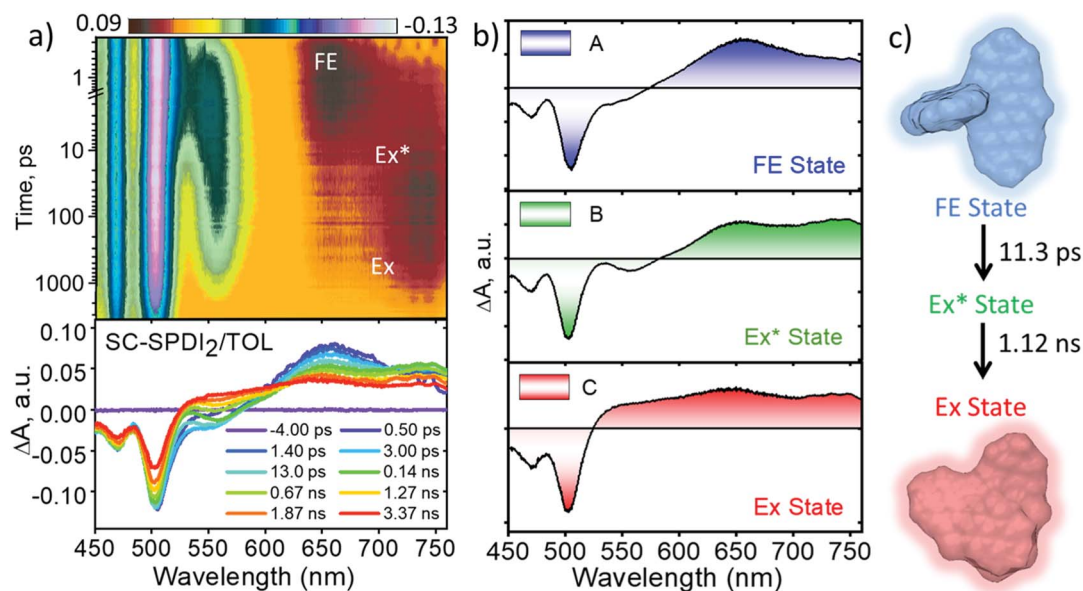 a)
0.09
-0.13
FE
Ex*
Ex
Time, ps
1
10
100
1000
SC-SPDI₂/TOL
ΔA, a.u.
0.10
0.05
0.00
-0.05
-0.10
-4.00 ps
0.50 ps
1.40 ps
3.00 ps
13.0 ps
0.14 ns
0.67 ns
1.27 ns
1.87 ns
3.37 ns
450 500 550 600 650 700 750
Wavelength (nm)
b)
A
FE State
B
Ex* State
C
Ex State
ΔA, a.u.
ΔA, a.u.
ΔA, a.u.
450 500 550 600 650 700 750
Wavelength (nm)
c)
FE State
11.3 ps
Ex* State
1.12 ns
Ex State